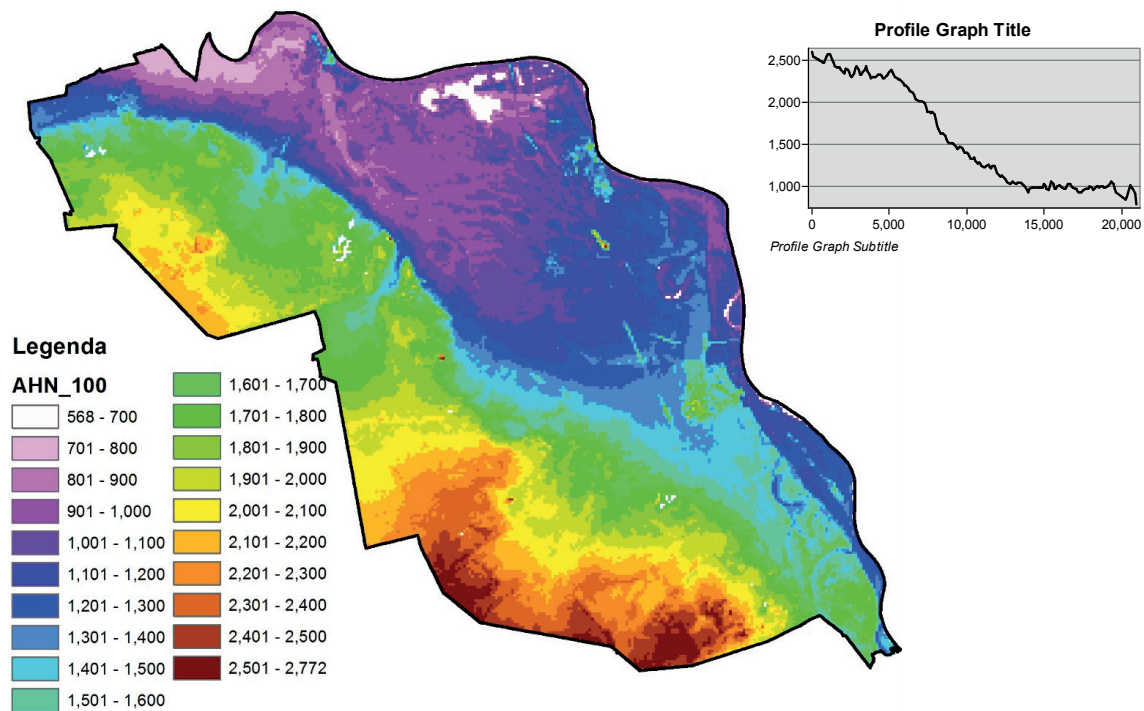 Profile Graph Title
2,500
2,000
1,500
1,000
0 5,000 10,000 15,000 20,000
Profile Graph Subtitle
Legenda
AHN_100
568 - 700
701 - 800
801 - 900
901 - 1,000
1,001 - 1,100
1,101 - 1,200
1,201 - 1,300
1,301 - 1,400
1,401 - 1,500
1,501 - 1,600
1,601 - 1,700
1,701 - 1,800
1,801 - 1,900
1,901 - 2,000
2,001 - 2,100
2,101 - 2,200
2,201 - 2,300
2,301 - 2,400
2,401 - 2,500
2,501 - 2,772